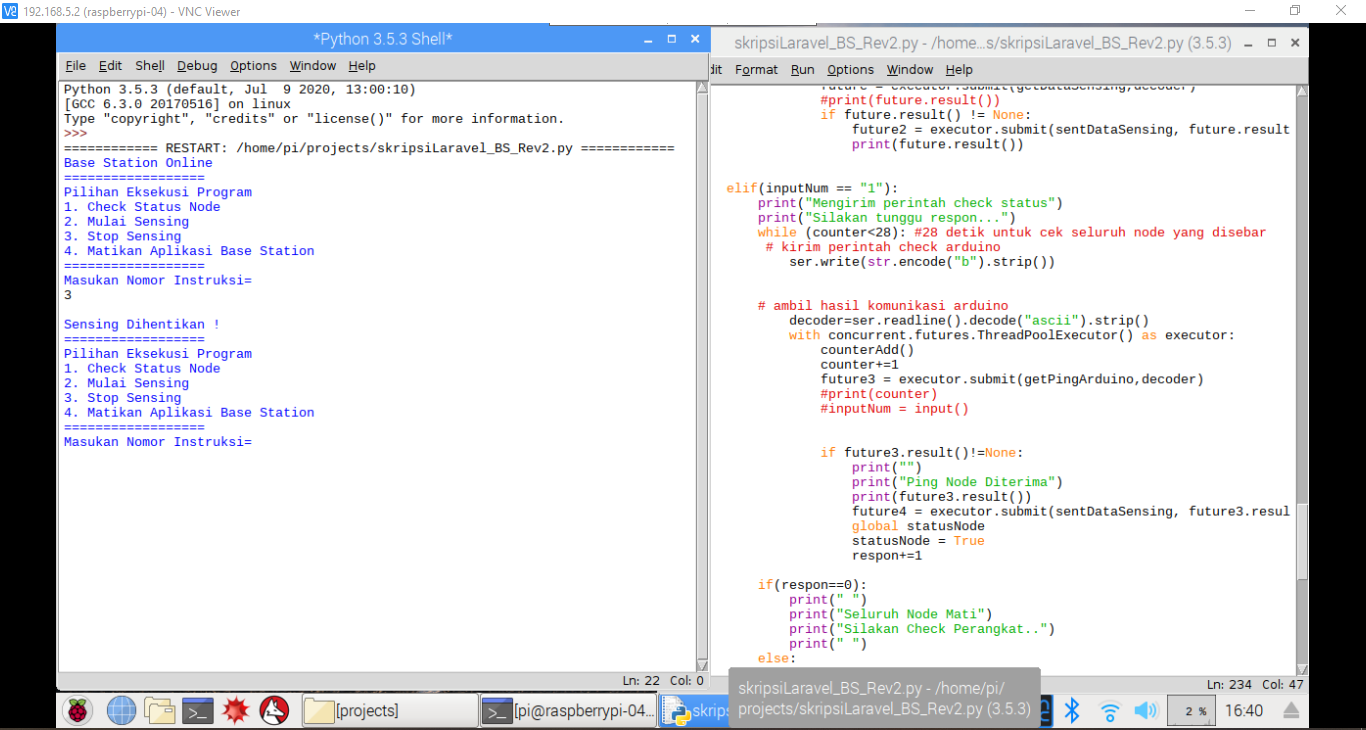 192.168.5.2 (raspberrypi-04) - VNC Viewer
*Python 3.5.3 Shell*
File Edit Shell Debug Options Window Help
Python 3.5.3 (default, Jul  9 2020, 13:00:10)
[GCC 6.3.0 20170516] on linux
Type "copyright", "credits" or "license()" for more information.
>>>
============ RESTART: /home/pi/projects/skripsiLaravel_BS_Rev2.py ============
Base Station Online
==================
Pilihan Eksekusi Program
1. Check Status Node
2. Mulai Sensing
3. Stop Sensing
4. Matikan Aplikasi Base Station
==================
Masukan Nomor Instruksi=
3
Sensing Dihentikan !
==================
Pilihan Eksekusi Program
1. Check Status Node
2. Mulai Sensing
3. Stop Sensing
4. Matikan Aplikasi Base Station
==================
Masukan Nomor Instruksi=
Ln: 22 Col: 0
skripsiLaravel_BS_Rev2.py - /home...s/skripsiLaravel_BS_Rev2.py (3.5.3)
dit Format Run Options Window Help
future = executor.submit(getDataSensing,decoder)
#print(future.result())
if future.result() != None:
future2 = executor.submit(sentDataSensing, future.result
print(future.result())
elif(inputNum == "1"):
print("Mengirim perintah check status")
print("Silakan tunggu respon...")
while (counter<28): #28 detik untuk cek seluruh node yang disebar
# kirim perintah check arduino
ser.write(str.encode("b").strip())
# ambil hasil komunikasi arduino
decoder=ser.readline().decode("ascii").strip()
with concurrent.futures.ThreadPoolExecutor() as executor:
counterAdd()
counter+=1
future3 = executor.submit(getPingArduino,decoder)
#print(counter)
#inputNum = input()
if future3.result()!=None:
print("")
print("Ping Node Diterima")
print(future3.result())
future4 = executor.submit(sentDataSensing, future3.resul
global statusNode
statusNode = True
respon+=1
if(respon==0):
print(" ")
print("Seluruh Node Mati")
print("Silakan Check Perangkat..")
print(" ")
else:
Ln: 234 Col: 47
skripsiLaravel_BS_Rev2.py - /home/pi/
projects/skripsiLaravel_BS_Rev2.py (3.5.3)
[projects]
[pi@raspberrypi-04...
skrips
2 %
16:40